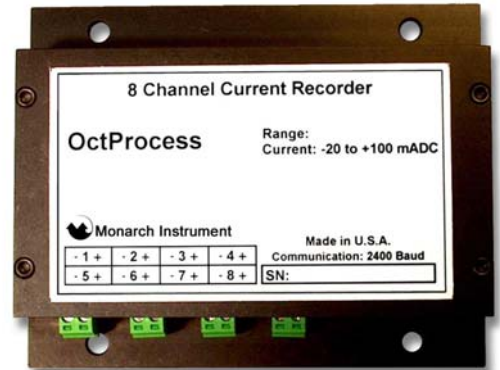 8 Channel Current Recorder
OctProcess
Range:
Current: -20 to +100 mADC
Monarch Instrument
- 1 + - 2 + - 3 + - 4 +
- 5 + - 6 + - 7 + - 8 +
Made in U.S.A.
Communication: 2400 Baud
SN: